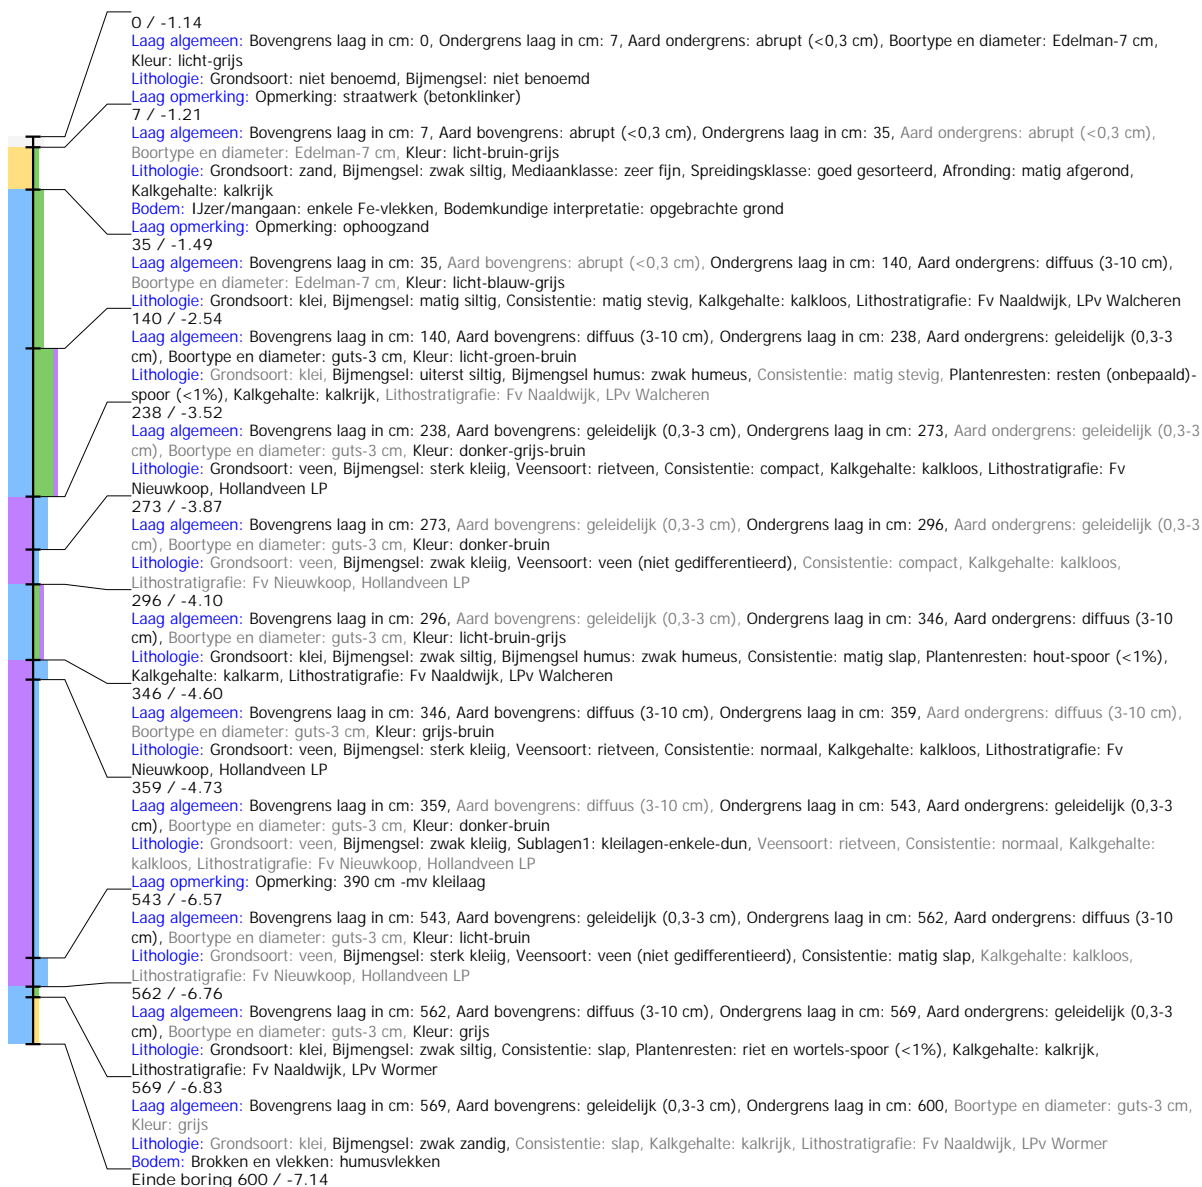 0 / -1.14
Laag algemeen: Bovengrens laag in cm: 0, Ondergrens laag in cm: 7, Aard ondergrens: abrupt (<0,3 cm), Boortype en diameter: Edelman-7 cm,
Kleur: licht-grijs
Lithologie: Grondsoort: niet benoemd, Bijmengsel: niet benoemd
Laag opmerking: Opmerking: straatwerk (betonklinker)
7 / -1.21
Laag algemeen: Bovengrens laag in cm: 7, Aard bovengrens: abrupt (<0,3 cm), Ondergrens laag in cm: 35, Aard ondergrens: abrupt (<0,3 cm),
Boortype en diameter: Edelman-7 cm, Kleur: licht-bruin-grijs
Lithologie: Grondsoort: zand, Bijmengsel: zwak siltig, Mediaanklasse: zeer fijn, Spreidingsklasse: goed gesorteerd, Afronding: matig afgerond,
Kalkgehalte: kalkrijk
Bodem: IJzer/mangaan: enkele Fe-vlekken, Bodemkundige interpretatie: opgebrachte grond
Laag opmerking: Opmerking: ophoogzand
35 / -1.49
Laag algemeen: Bovengrens laag in cm: 35, Aard bovengrens: abrupt (<0,3 cm), Ondergrens laag in cm: 140, Aard ondergrens: diffuus (3-10 cm),
Boortype en diameter: Edelman-7 cm, Kleur: licht-blauw-grijs
Lithologie: Grondsoort: klei, Bijmengsel: matig siltig, Consistentie: matig stevig, Kalkgehalte: kalkloos, Lithostratigrafie: Fv Naaldwijk, LPv Walcheren
140 / -2.54
Laag algemeen: Bovengrens laag in cm: 140, Aard bovengrens: diffuus (3-10 cm), Ondergrens laag in cm: 238, Aard ondergrens: geleidelijk (0,3-3
cm), Boortype en diameter: guts-3 cm, Kleur: licht-groen-bruin
Lithologie: Grondsoort: klei, Bijmengsel: uiterst siltig, Bijmengsel humus: zwak humeus, Consistentie: matig stevig, Plantenresten: resten (onbepaald)-
spoor (<1%), Kalkgehalte: kalkrijk, Lithostratigrafie: Fv Naaldwijk, LPv Walcheren
238 / -3.52
Laag algemeen: Bovengrens laag in cm: 238, Aard bovengrens: geleidelijk (0,3-3 cm), Ondergrens laag in cm: 273, Aard ondergrens: geleidelijk (0,3-3
cm), Boortype en diameter: guts-3 cm, Kleur: donker-grijs-bruin
Lithologie: Grondsoort: veen, Bijmengsel: sterk kleiig, Veensoort: rietveen, Consistentie: compact, Kalkgehalte: kalkloos, Lithostratigrafie: Fv
Nieuwkoop, Hollandveen LP
273 / -3.87
Laag algemeen: Bovengrens laag in cm: 273, Aard bovengrens: geleidelijk (0,3-3 cm), Ondergrens laag in cm: 296, Aard ondergrens: geleidelijk (0,3-3
cm), Boortype en diameter: guts-3 cm, Kleur: donker-bruin
Lithologie: Grondsoort: veen, Bijmengsel: zwak kleiig, Veensoort: veen (niet gedifferentieerd), Consistentie: compact, Kalkgehalte: kalkloos,
Lithostratigrafie: Fv Nieuwkoop, Hollandveen LP
296 / -4.10
Laag algemeen: Bovengrens laag in cm: 296, Aard bovengrens: geleidelijk (0,3-3 cm), Ondergrens laag in cm: 346, Aard ondergrens: diffuus (3-10
cm), Boortype en diameter: guts-3 cm, Kleur: licht-bruin-grijs
Lithologie: Grondsoort: klei, Bijmengsel: zwak siltig, Bijmengsel humus: zwak humeus, Consistentie: matig slap, Plantenresten: hout-spoor (<1%),
Kalkgehalte: kalkarm, Lithostratigrafie: Fv Naaldwijk, LPv Walcheren
346 / -4.60
Laag algemeen: Bovengrens laag in cm: 346, Aard bovengrens: diffuus (3-10 cm), Ondergrens laag in cm: 359, Aard ondergrens: diffuus (3-10 cm),
Boortype en diameter: guts-3 cm, Kleur: grijs-bruin
Lithologie: Grondsoort: veen, Bijmengsel: sterk kleiig, Veensoort: rietveen, Consistentie: normaal, Kalkgehalte: kalkloos, Lithostratigrafie: Fv
Nieuwkoop, Hollandveen LP
359 / -4.73
Laag algemeen: Bovengrens laag in cm: 359, Aard bovengrens: diffuus (3-10 cm), Ondergrens laag in cm: 543, Aard ondergrens: geleidelijk (0,3-3
cm), Boortype en diameter: guts-3 cm, Kleur: donker-bruin
Lithologie: Grondsoort: veen, Bijmengsel: zwak kleiig, Sublagen1: kleilagen-enkele-dun, Veensoort: rietveen, Consistentie: normaal, Kalkgehalte:
kalkloos, Lithostratigrafie: Fv Nieuwkoop, Hollandveen LP
Laag opmerking: Opmerking: 390 cm -mv kleilaag
543 / -6.57
Laag algemeen: Bovengrens laag in cm: 543, Aard bovengrens: geleidelijk (0,3-3 cm), Ondergrens laag in cm: 562, Aard ondergrens: diffuus (3-10
cm), Boortype en diameter: guts-3 cm, Kleur: licht-bruin
Lithologie: Grondsoort: veen, Bijmengsel: sterk kleiig, Veensoort: veen (niet gedifferentieerd), Consistentie: matig slap, Kalkgehalte: kalkloos,
Lithostratigrafie: Fv Nieuwkoop, Hollandveen LP
562 / -6.76
Laag algemeen: Bovengrens laag in cm: 562, Aard bovengrens: diffuus (3-10 cm), Ondergrens laag in cm: 569, Aard ondergrens: geleidelijk (0,3-3
cm), Boortype en diameter: guts-3 cm, Kleur: grijs
Lithologie: Grondsoort: klei, Bijmengsel: zwak siltig, Consistentie: slap, Plantenresten: riet en wortels-spoor (<1%), Kalkgehalte: kalkrijk,
Lithostratigrafie: Fv Naaldwijk, LPv Wormer
569 / -6.83
Laag algemeen: Bovengrens laag in cm: 569, Aard bovengrens: geleidelijk (0,3-3 cm), Ondergrens laag in cm: 600, Boortype en diameter: guts-3 cm,
Kleur: grijs
Lithologie: Grondsoort: klei, Bijmengsel: zwak zandig, Consistentie: slap, Kalkgehalte: kalkrijk, Lithostratigrafie: Fv Naaldwijk, LPv Wormer
Bodem: Brokken en vlekken: humusvlekken
Einde boring 600 / -7.14